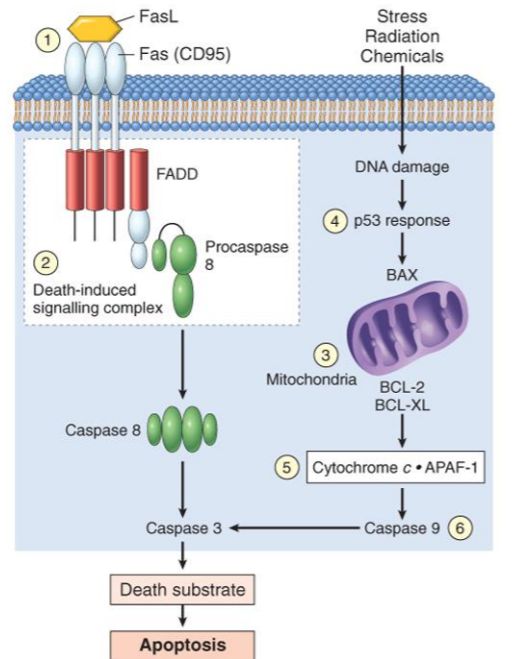 1
FasL
Fas (CD95)
Stress
Radiation
Chemicals
FADD
Procaspase
8
2
Death-induced
signalling complex
Caspase 8
DNA damage
4
p53 response
BAX
3
Mitochondria
BCL-2
BCL-XL
5
Cytochrome c • APAF-1
Caspase 3
Caspase 9
6
Death substrate
Apoptosis